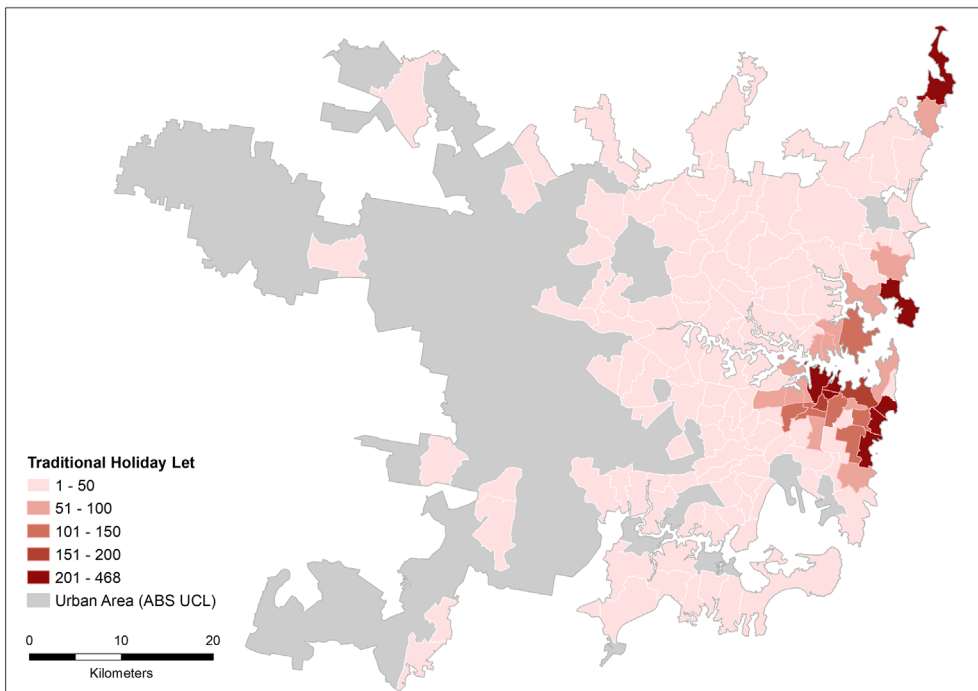 Traditional Holiday Let
1 - 50
51 - 100
101 - 150
151 - 200
201 - 468
Urban Area (ABS UCL)
0 10 20
Kilometers